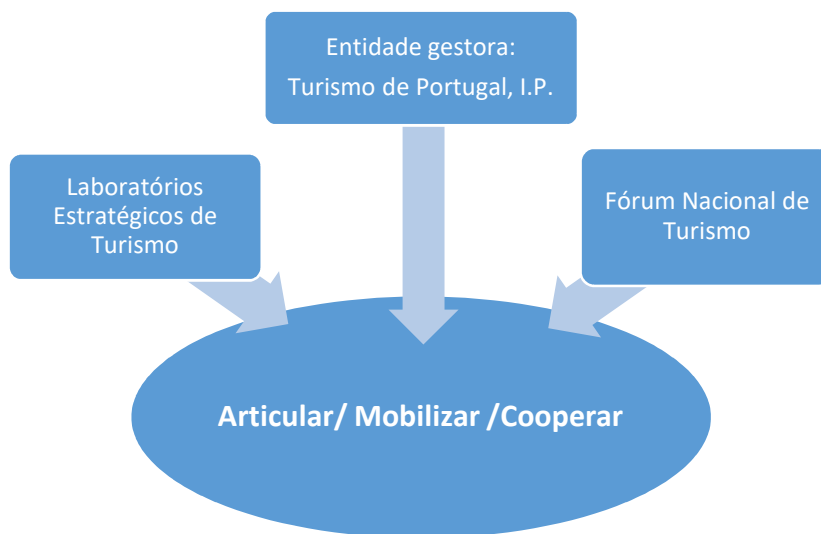 Entidade gestora:
Turismo de Portugal, I.P.
Laboratórios
Estratégicos de
Turismo
Fórum Nacional de
Turismo
Articular/ Mobilizar /Cooperar